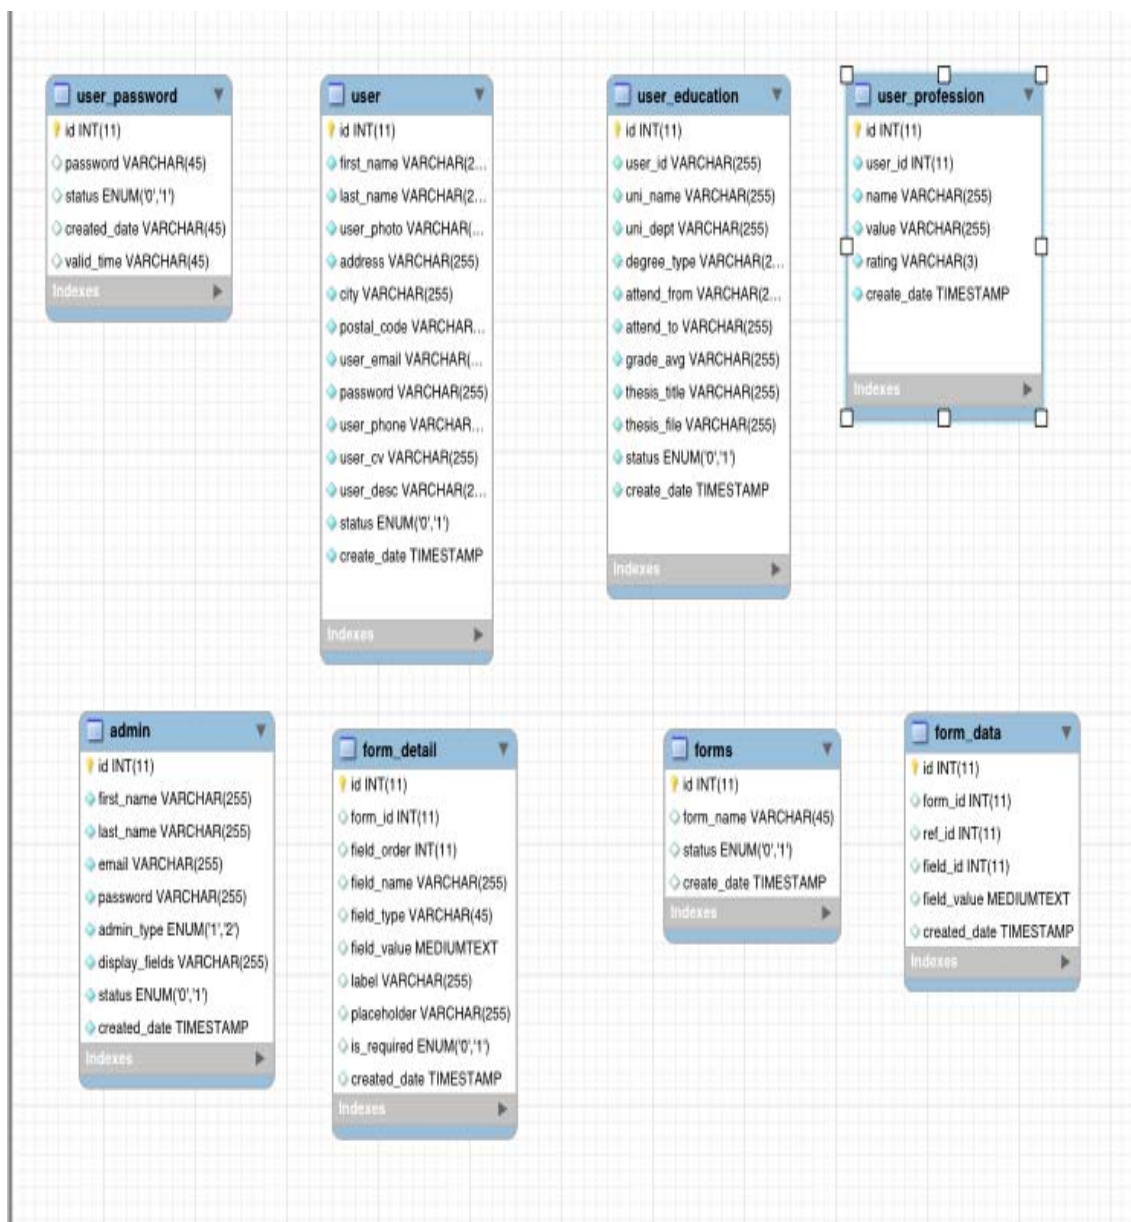 user_password
id INT(11)
password VARCHAR(45)
status ENUM('0','1')
created_date VARCHAR(45)
valid_time VARCHAR(45)
Indexes
user
id INT(11)
first_name VARCHAR(2...
last_name VARCHAR(2...
user_photo VARCHAR(...
address VARCHAR(255)
city VARCHAR(255)
postal_code VARCHAR...
user_email VARCHAR(...
password VARCHAR(255)
user_phone VARCHAR...
user_cv VARCHAR(255)
user_desc VARCHAR(2...
status ENUM('0','1')
create_date TIMESTAMP
Indexes
user_education
id INT(11)
user_id VARCHAR(255)
uni_name VARCHAR(255)
uni_dept VARCHAR(255)
degree_type VARCHAR(2...
attend_from VARCHAR(2...
attend_to VARCHAR(255)
grade_avg VARCHAR(255)
thesis_title VARCHAR(255)
thesis_file VARCHAR(255)
status ENUM('0','1')
create_date TIMESTAMP
Indexes
user_profession
id INT(11)
user_id INT(11)
name VARCHAR(255)
value VARCHAR(255)
rating VARCHAR(3)
create_date TIMESTAMP
Indexes
admin
id INT(11)
first_name VARCHAR(255)
last_name VARCHAR(255)
email VARCHAR(255)
password VARCHAR(255)
admin_type ENUM('1','2')
display_fields VARCHAR(255)
status ENUM('0','1')
created_date TIMESTAMP
Indexes
form_detail
id INT(11)
form_id INT(11)
field_order INT(11)
field_name VARCHAR(255)
field_type VARCHAR(45)
field_value MEDIUMTEXT
label VARCHAR(255)
placeholder VARCHAR(255)
is_required ENUM('0','1')
created_date TIMESTAMP
Indexes
forms
id INT(11)
form_name VARCHAR(45)
status ENUM('0','1')
create_date TIMESTAMP
Indexes
form_data
id INT(11)
form_id INT(11)
ref_id INT(11)
field_id INT(11)
field_value MEDIUMTEXT
created_date TIMESTAMP
Indexes